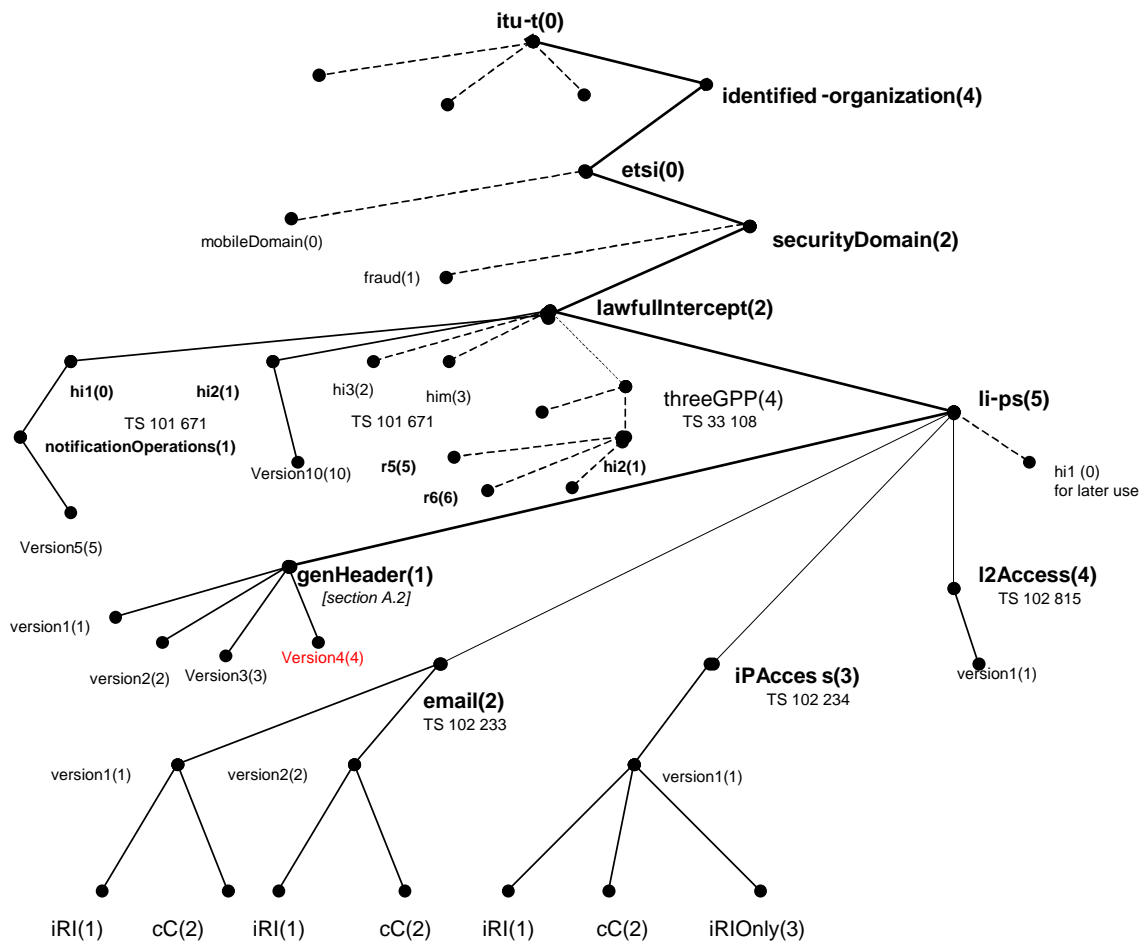 itu-t(0)
identified -organization(4)
etsi(0)
mobileDomain(0)
securityDomain(2)
fraud(1)
lawfulIntercept(2)
hi1(0)
hi2(1)
hi3(2)
him(3)
threeGPP(4)
li-ps(5)
TS 101 671
TS 101 671
TS 33 108
notificationOperations(1)
r5(5)
hi2(1)
Version10(10)
hi1 (0)
for later use
r6(6)
Version5(5)
genHeader(1)
[section A.2]
l2Access(4)
TS 102 815
version1(1)
version2(2)
Version3(3)
Version4(4)
email(2)
TS 102 233
iPAcces s(3)
TS 102 234
version1(1)
version1(1)
version2(2)
version1(1)
iRI(1)
cC(2)
iRI(1)
cC(2)
iRI(1)
cC(2)
iRIOnly(3)